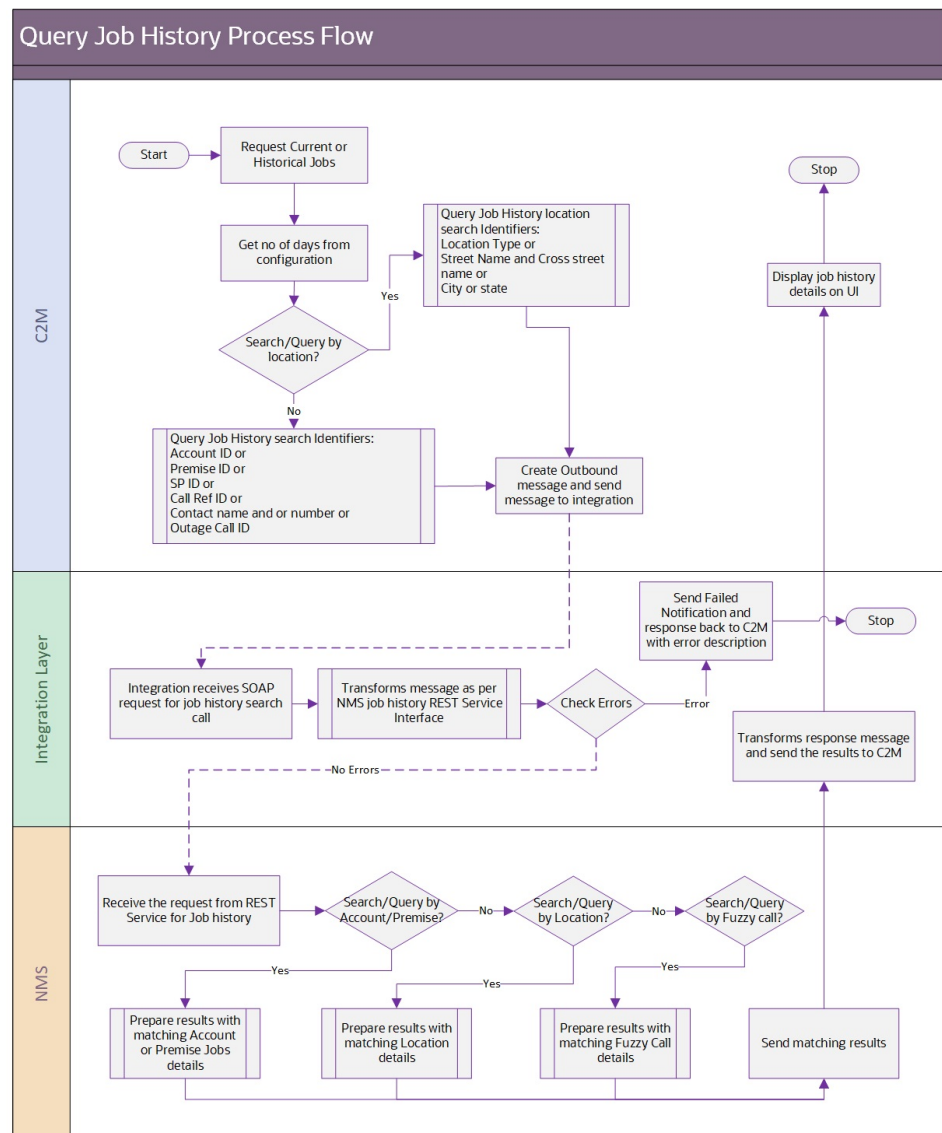 Query Job History Process Flow
C2M
Start
Request Current or
Historical Jobs
Get no of days from
configuration
Search/Query by
location?
Yes
No
Query Job History location
search Identifiers:
Location Type or
Street Name and Cross street
name or
City or state
Query Job History search Identifiers:
Account ID or
Premise ID or
SP ID or
Call Ref ID or
Contact name and or number or
Outage Call ID
Create Outbound
message and send
message to integration
Stop
Display job history
details on UI
Integration Layer
Integration receives SOAP
request for job history search
call
Transforms message as per
NMS job history REST Service
Interface
Check Errors
Error
Send Failed
Notification and
response back to C2M
with error description
Stop
No Errors
Transforms response message
and send the results to C2M
NMS
Receive the request from REST
Service for Job history
Search/Query by
Account/Premise?
No
Search/Query
by Location?
No
Search/Query
by Fuzzy call?
Yes
Yes
Yes
Prepare results with
matching Account
or Premise Jobs
details
Prepare results with
matching Location
details
Prepare results with
matching Fuzzy Call
details
Send matching results